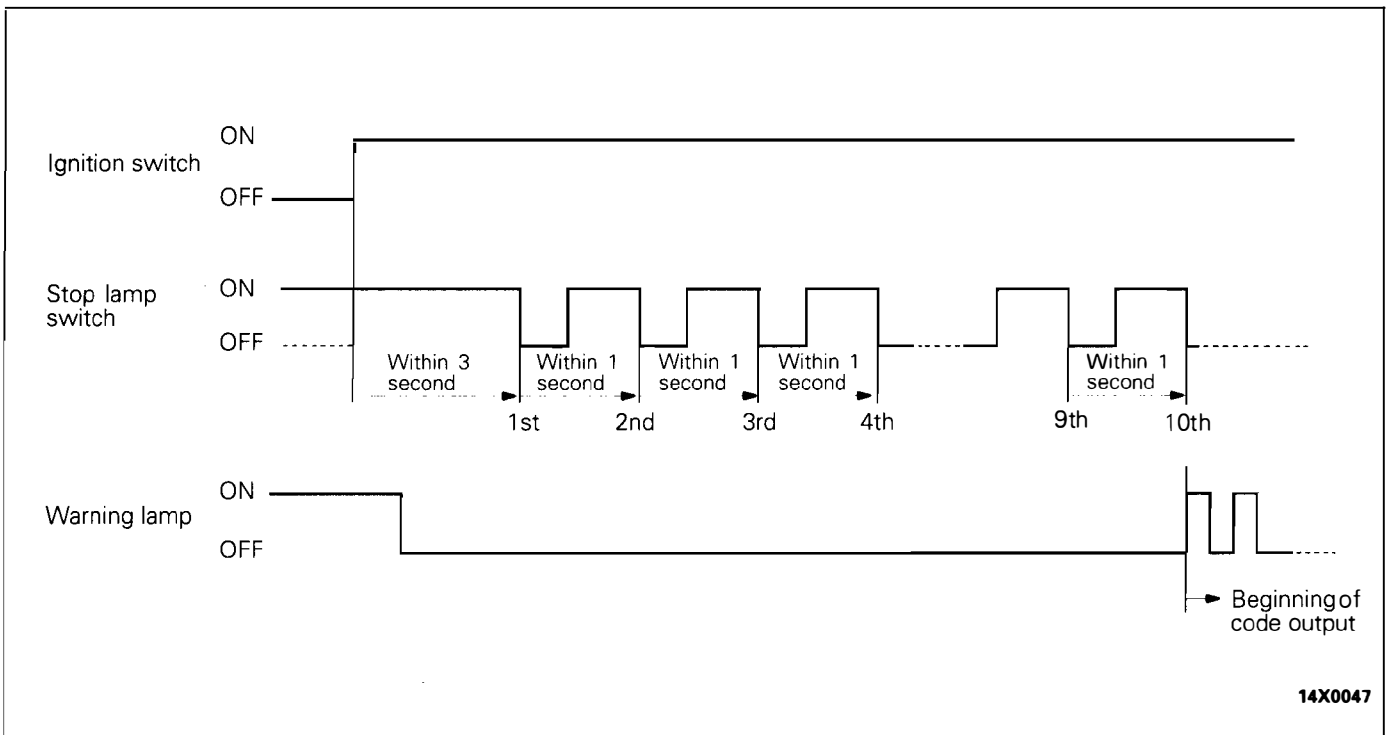 ON
Ignition switch
OFF
ON
Stop lamp
switch
OFF
Within 3
second
Within 1
second
Within 1
second
Within 1
second
Within 1
second
1st 2nd 3rd 4th 9th 10th
ON
Warning lamp
OFF
Beginning of
code output
14X0047